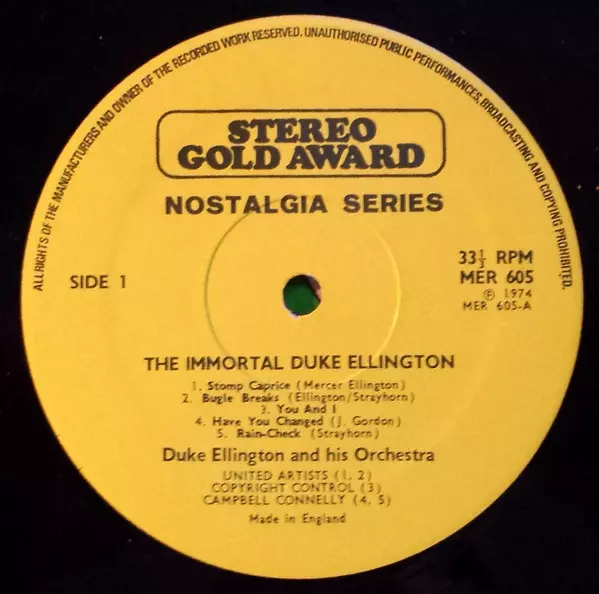 ALL RIGHTS OF THE MANUFACTURERS AND OWNER OF THE RECORDED WORK RESERVED. UNAUTHORISED PUBLIC PERFORMANCES, BROADCASTING AND COPYING PROHIBITED.
STEREO
GOLD AWARD
NOSTALGIA SERIES
SIDE 1
33⅓ RPM
MER 605
℗ 1974
MER 605-A
THE IMMORTAL DUKE ELLINGTON
1. Stomp Caprice (Mercer Ellington)
2. Bugle Breaks (Ellington/Strayhorn)
3. You And I
4. Have You Changed (J. Gordon)
5. Rain-Check (Strayhorn)
Duke Ellington and his Orchestra
UNITED ARTISTS (1, 2)
COPYRIGHT CONTROL (3)
CAMPBELL CONNELLY (4, 5)
Made in England